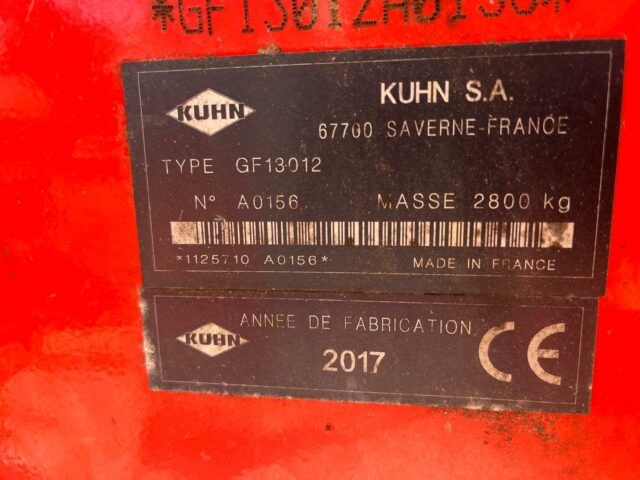 *GF13012A0156*
KUHN
KUHN S.A.
67700 SAVERNE-FRANCE
TYPE GF13012
N° A0156 MASSE 2800 kg
*1125710 A0156* MADE IN FRANCE
KUHN
ANNEE DE FABRICATION
2017
CE